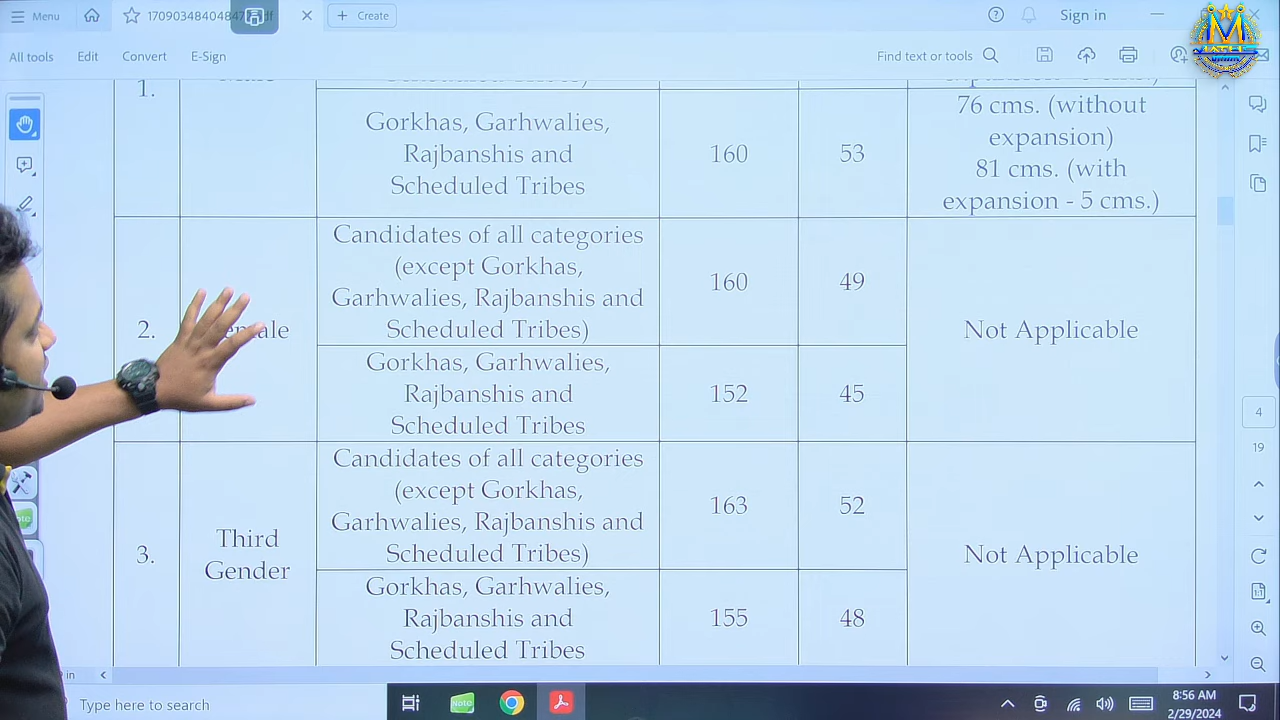 Menu
Create
Sign in
All tools
Edit
Convert
E-Sign
Find text or tools
1.
Gorkhas, Garhwalies,
Rajbanshis and
Scheduled Tribes
160
53
76 cms. (without
expansion)
81 cms. (with
expansion - 5 cms.)
2.
Candidates of all categories
(except Gorkhas,
Garhwalies, Rajbanshis and
Scheduled Tribes)
160
49
Not Applicable
Gorkhas, Garhwalies,
Rajbanshis and
Scheduled Tribes
152
45
3.
Third
Gender
Candidates of all categories
(except Gorkhas,
Garhwalies, Rajbanshis and
Scheduled Tribes)
163
52
Not Applicable
Gorkhas, Garhwalies,
Rajbanshis and
Scheduled Tribes
155
48
4
19
in
Type here to search
Note
8:56 AM
2/29/2024